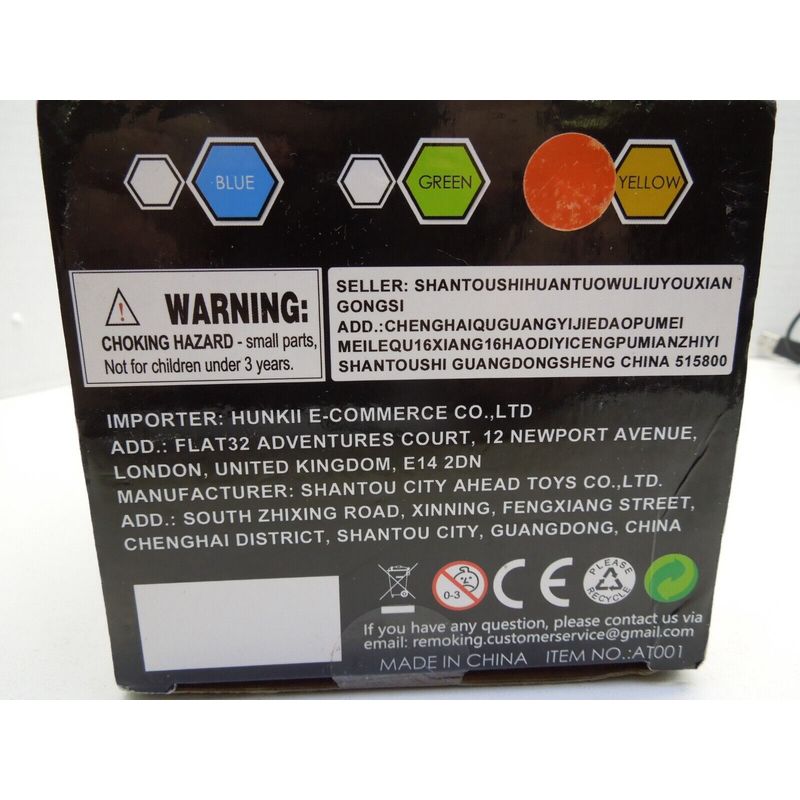 BLUE
GREEN
YELLOW
WARNING:
CHOKING HAZARD - small parts,
Not for children under 3 years.
SELLER: SHANTOUSHIHUANTUOWULIUYOUXIAN
GONGSI
ADD.:CHENGHAIQUGUANGYIJIEDAOPUMEI
MEILEQU16XIANG16HAODIYICENGPUMIANZHIYI
SHANTOUSHI GUANGDONGSHENG CHINA 515800
IMPORTER: HUNKII E-COMMERCE CO.,LTD
ADD.: FLAT32 ADVENTURES COURT, 12 NEWPORT AVENUE,
LONDON, UNITED KINGDOM, E14 2DN
MANUFACTURER: SHANTOU CITY AHEAD TOYS CO.,LTD.
ADD.: SOUTH ZHIXING ROAD, XINNING, FENGXIANG STREET,
CHENGHAI DISTRICT, SHANTOU CITY, GUANGDONG, CHINA
0-3
CE
PLEASE
RECYCLE
If you have any question, please contact us via
email: remoking.customerservice@gmail.com
MADE IN CHINA ITEM NO.:AT001